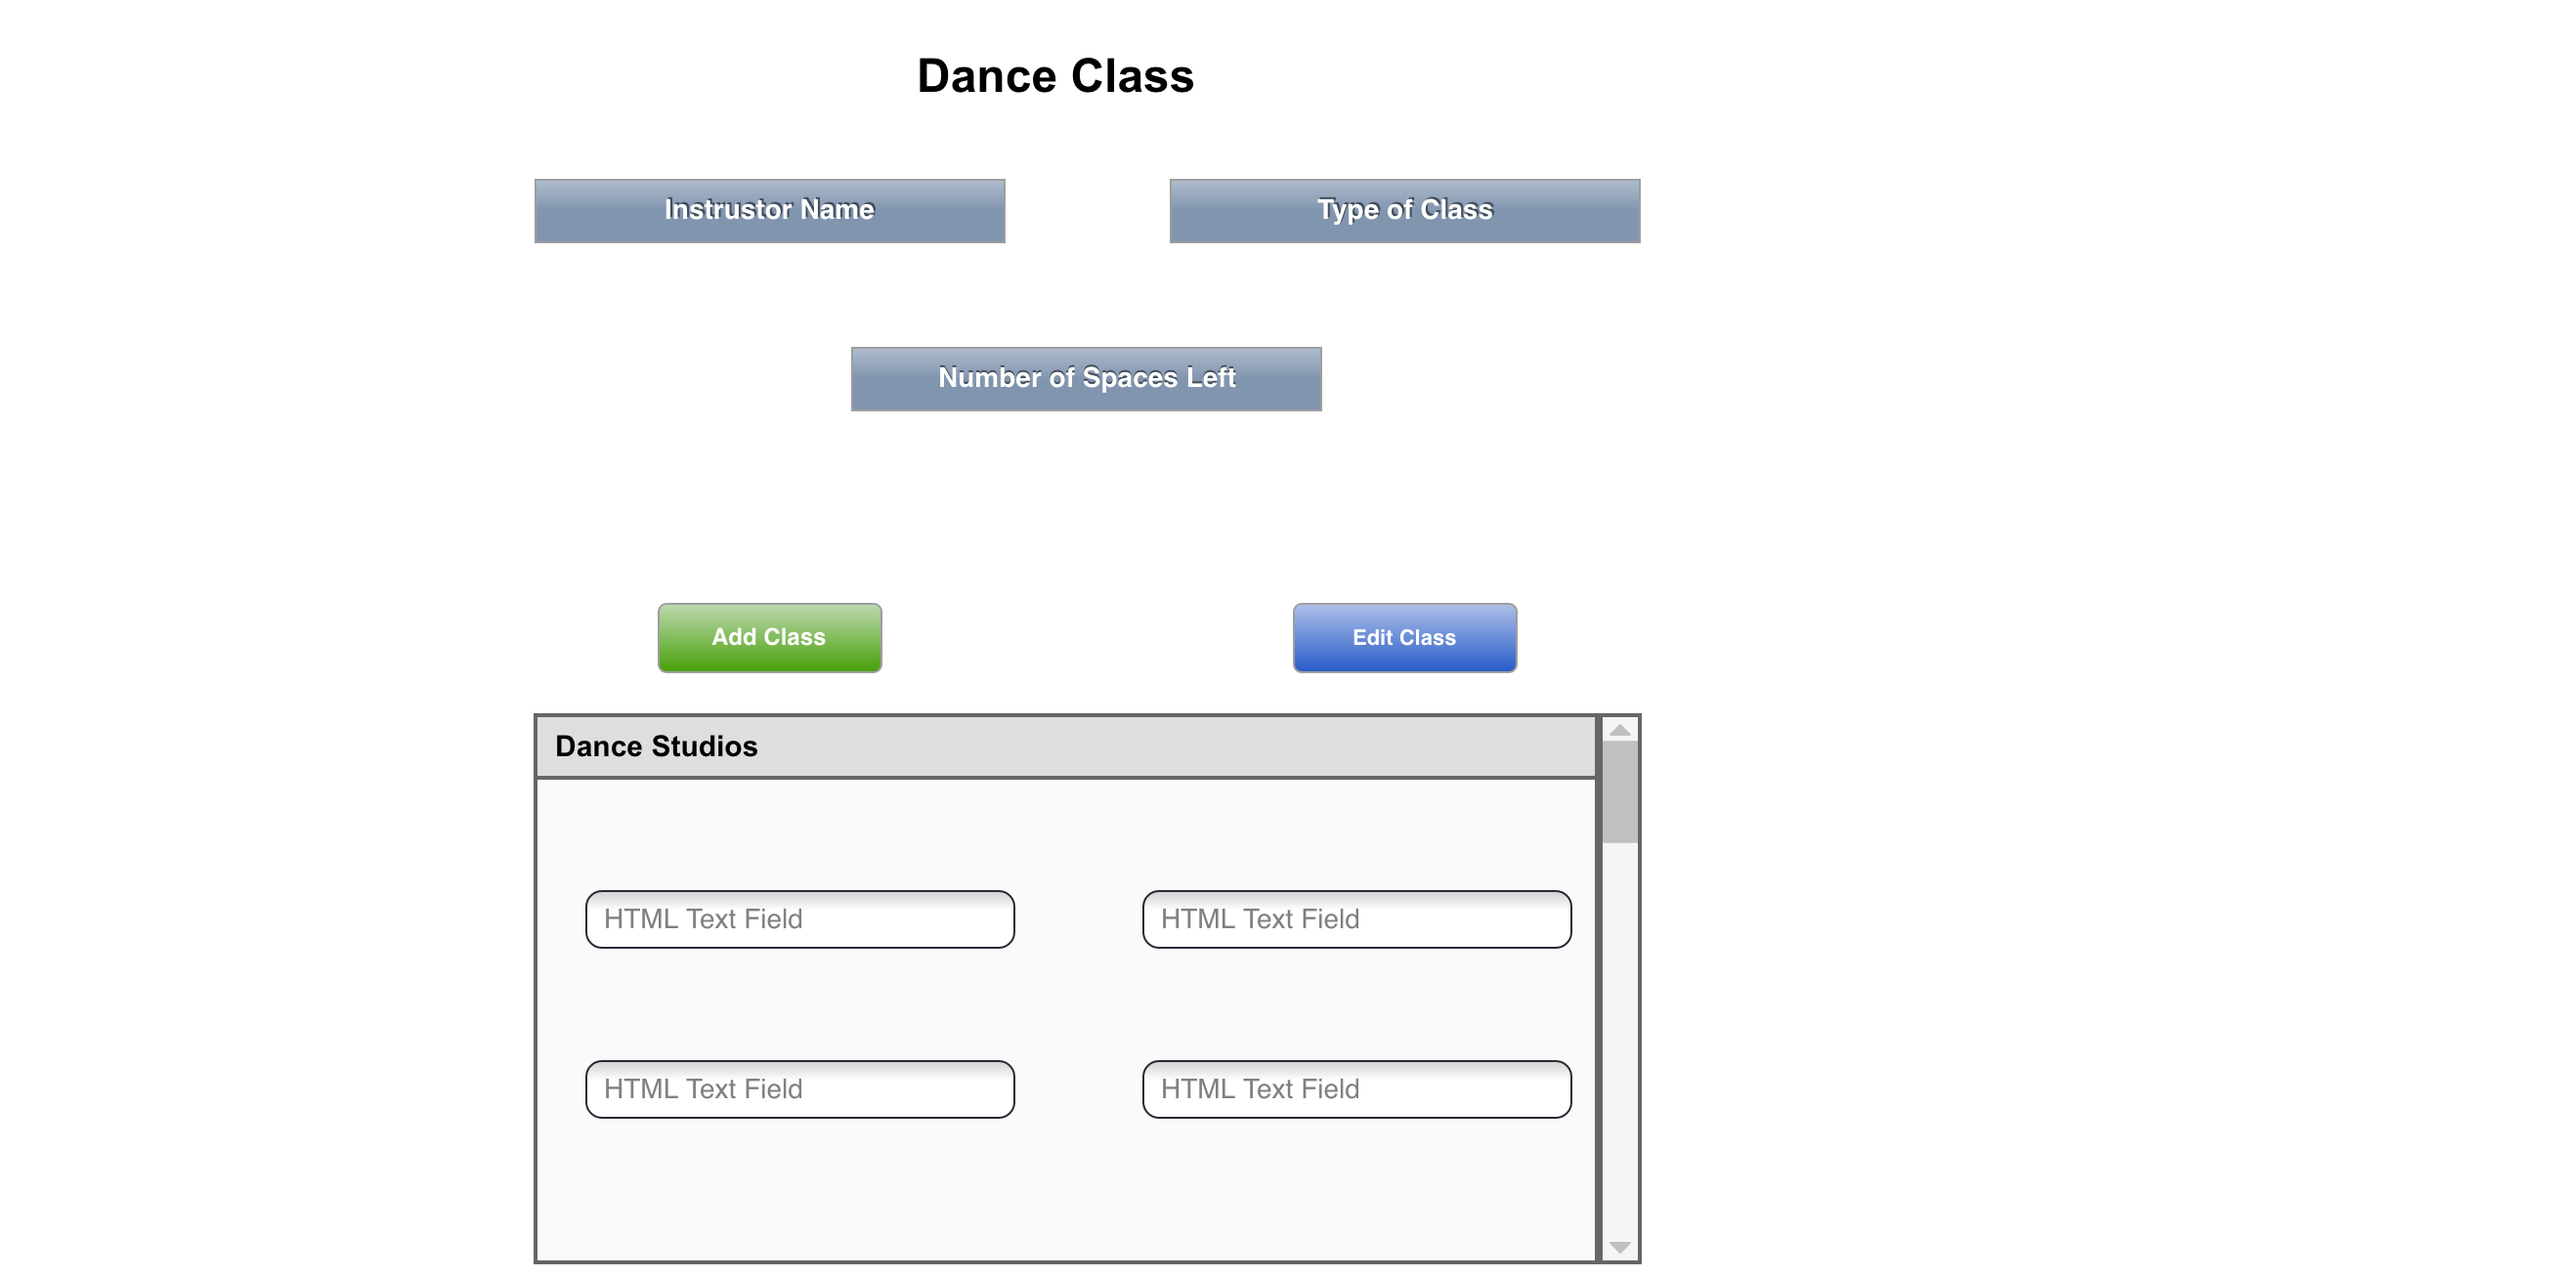 Dance Class
Instrustor Name
Type of Class
Number of Spaces Left
Add Class
Edit Class
Dance Studios
HTML Text Field
HTML Text Field
HTML Text Field
HTML Text Field